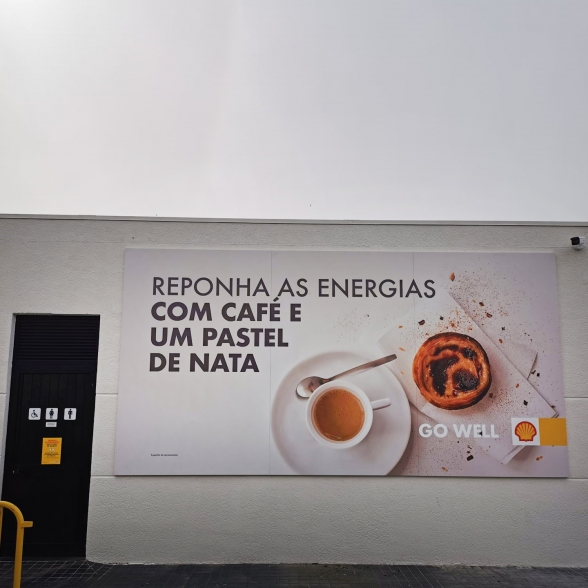 REPONHA AS ENERGIAS
COM CAFÉ E
UM PASTEL
DE NATA
GO WELL